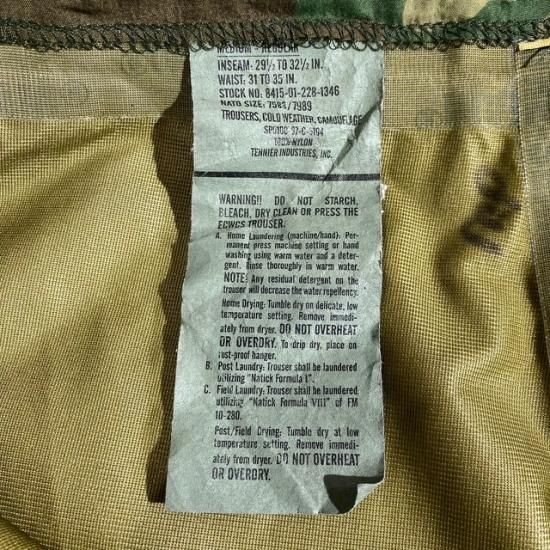 MEDIUM - REGULAR
INSEAM: 29½ TO 32½ IN.
WAIST: 31 TO 35 IN.
STOCK NO: 8415-01-228-1346
NATO SIZE: 7583/7989
TROUSERS, COLD WEATHER, CAMOUFLAGE
100% NYLON
TENNIER INDUSTRIES, INC.
WARNING!! DO NOT STARCH,
BLEACH, DRY CLEAN OR PRESS THE
ECWCS TROUSER.
A. Home Laundering (machine/hand): Per-
manent press machine setting or hand
washing using warm water and a deter-
gent. Rinse thoroughly in warm water.
NOTE: Any residual detergent on the
trouser will decrease the water repellency.
Home Drying: Tumble dry on delicate, low
temperature setting. Remove immedi-
ately from dryer. DO NOT OVERHEAT
OR OVERDRY. To drip dry, place on
rust-proof hanger.
B. Post Laundry: Trouser shall be laundered
utilizing "Natick Formula I".
C. Field Laundry: Trouser shall be laundered
utilizing "Natick Formula VIII" of FM
10-280.
Post/Field Drying: Tumble dry at low
temperature setting. Remove immedi-
ately from dryer. DO NOT OVERHEAT
OR OVERDRY.